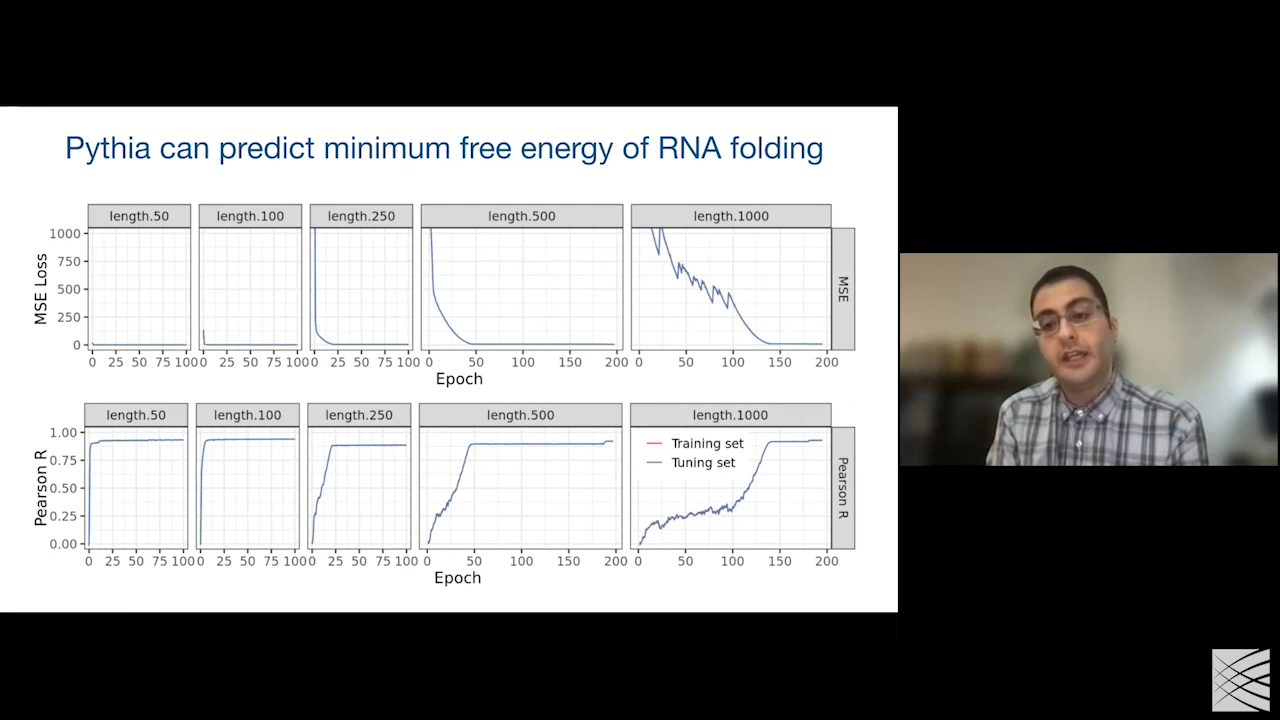 Pythia can predict minimum free energy of RNA folding
length.50 length.100 length.250 length.500 length.1000
1000
750
500
250
0
MSE Loss
MSE
0 25 50 75 100 0 25 50 75 100 0 25 50 75 100 0 50 100 150 200 0 50 100 150 200
Epoch
length.50 length.100 length.250 length.500 length.1000
1.00
0.75
0.50
0.25
0.00
Pearson R
Training set
Tuning set
Pearson R
0 25 50 75 100 0 25 50 75 100 0 25 50 75 100 0 50 100 150 200 0 50 100 150 200
Epoch